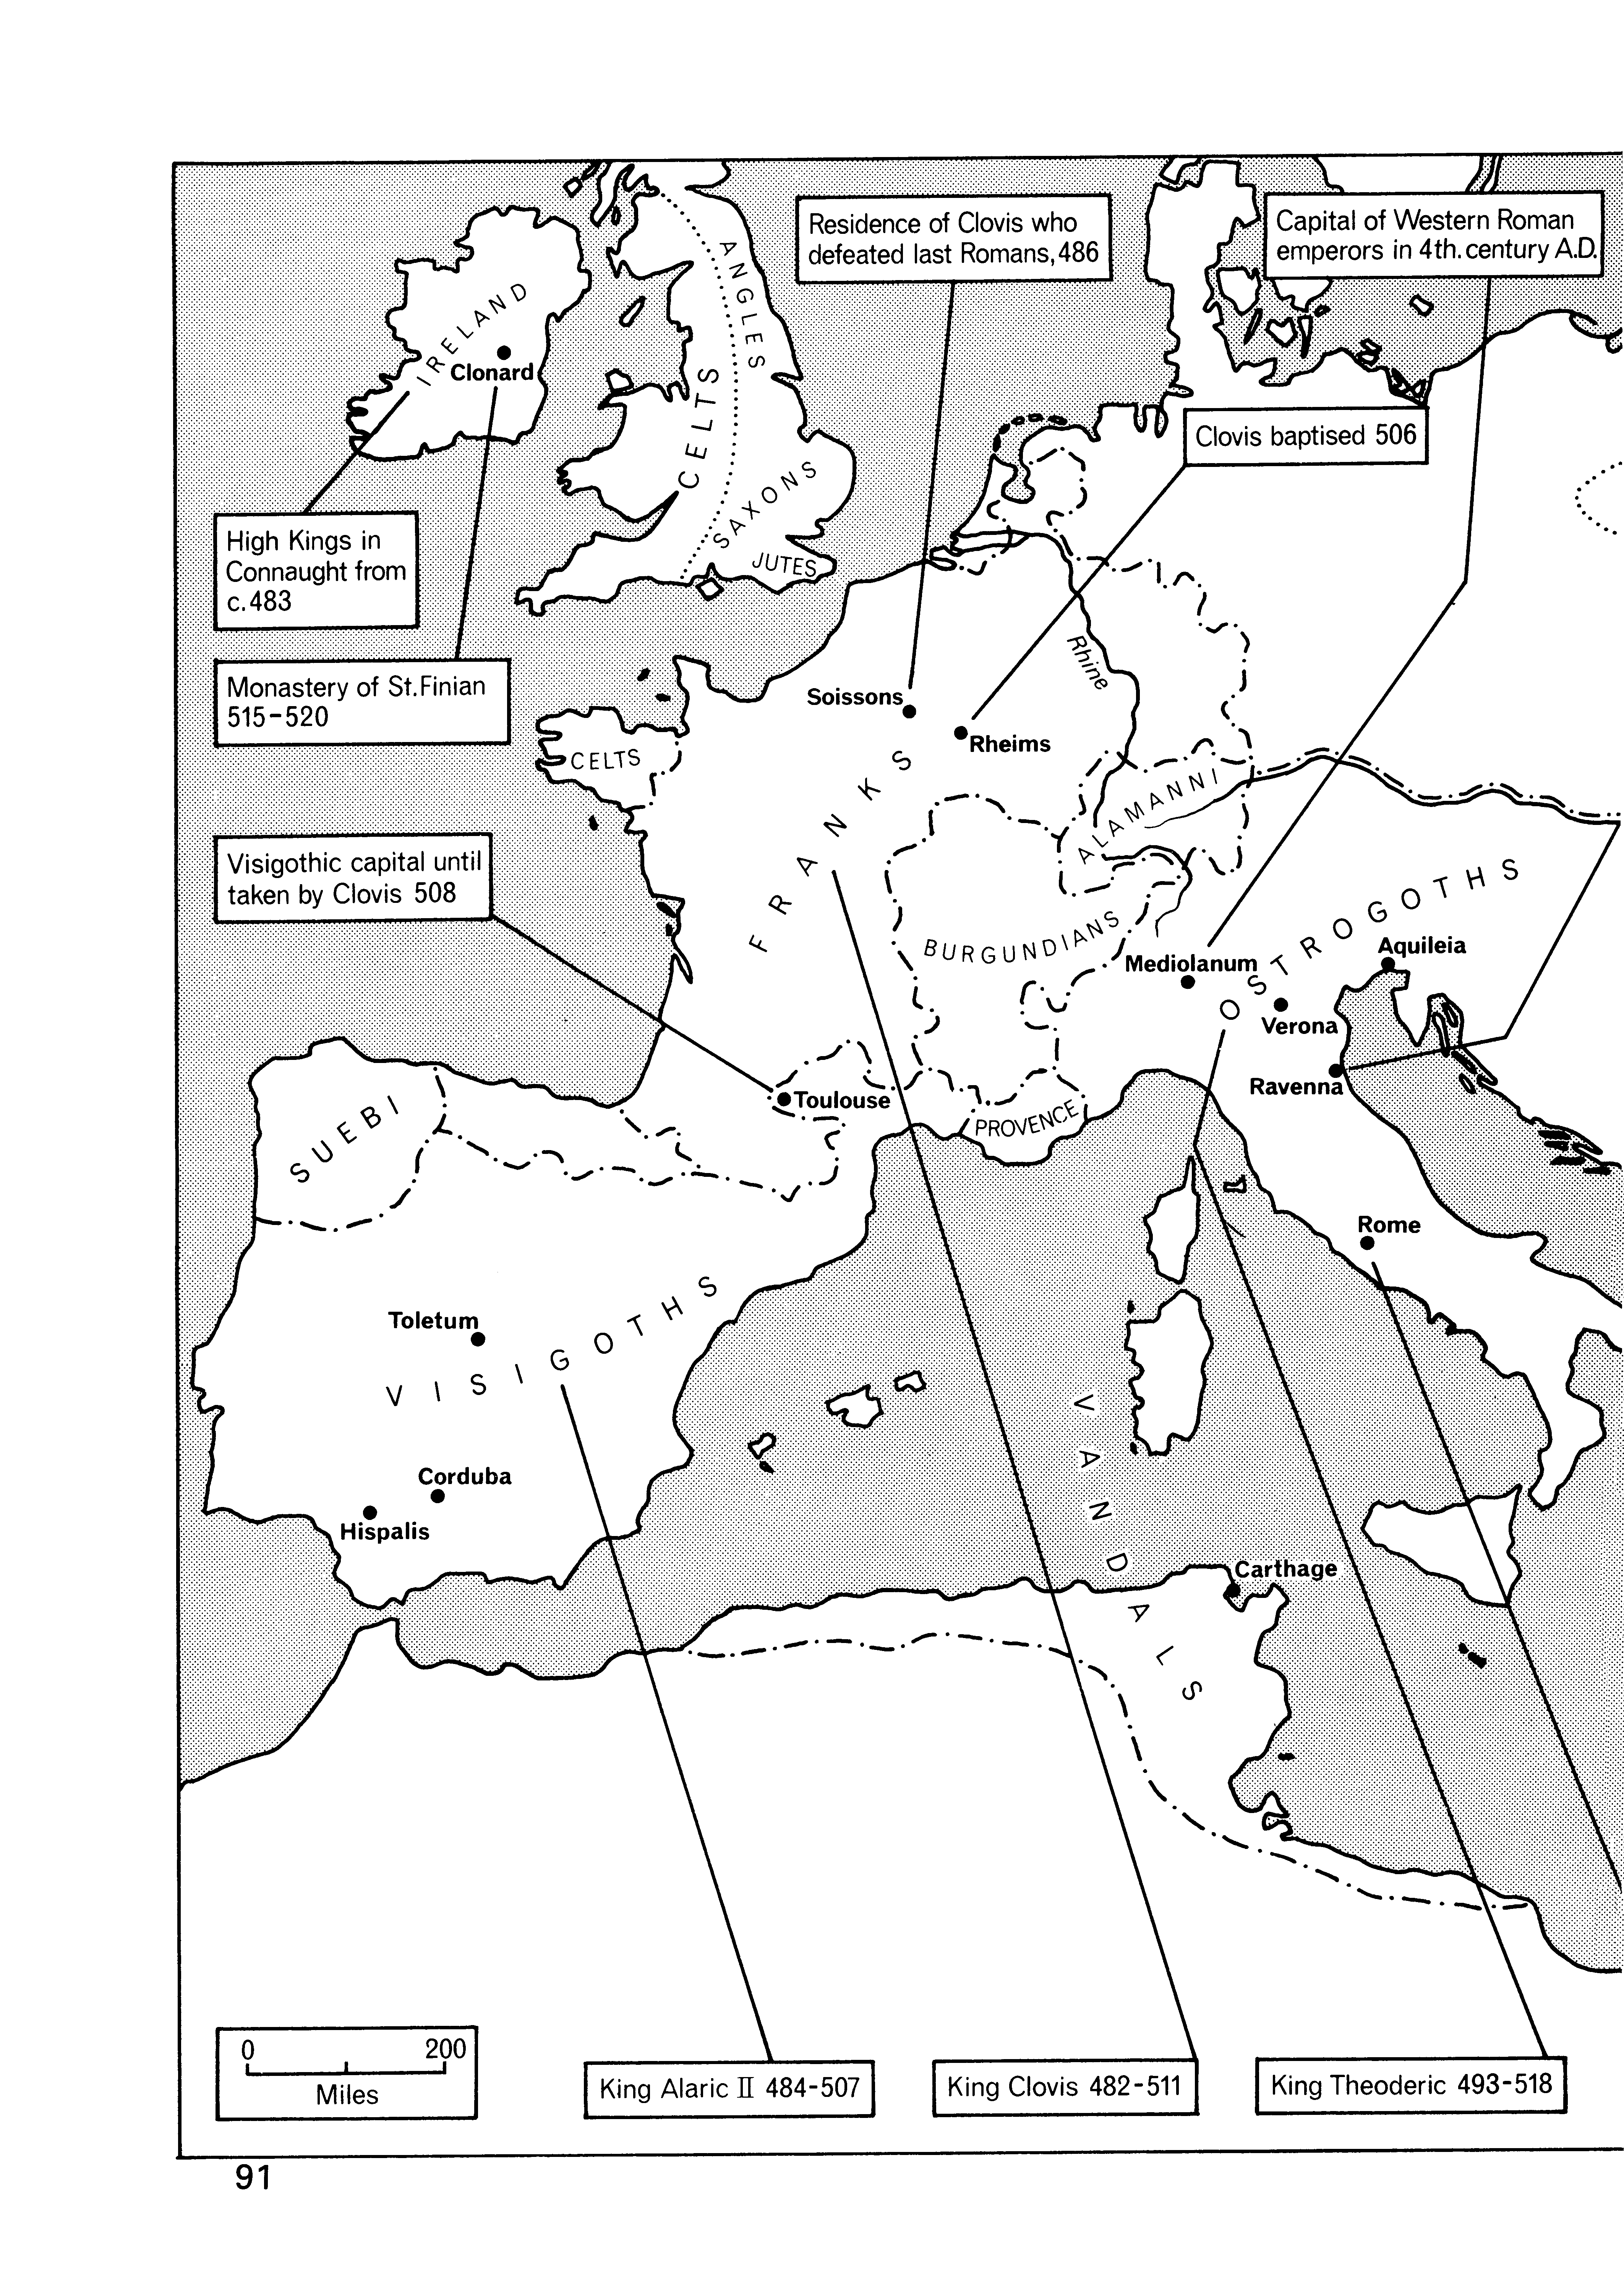 Residence of Clovis who
defeated last Romans, 486
Capital of Western Roman
emperors in 4th. century A.D.
ANGLES
IRELAND
Clonard
CELTS
Clovis baptised 506
SAXONS
JUTES
High Kings in
Connaught from
c. 483
Rhine
Monastery of St. Finian
515-520
Soissons
Rheims
CELTS
FRANKS
ALAMANNI
Visigothic capital until
taken by Clovis 508
BURGUNDIANS
OSTROGOTHS
Aquileia
Mediolanum
Verona
Ravenna
Toulouse
PROVENCE
SUEBI
Rome
Toletum
VISIGOTHS
VANDALS
Corduba
Hispalis
Carthage
0 200
Miles
King Alaric II 484-507
King Clovis 482-511
King Theoderic 493-518
91